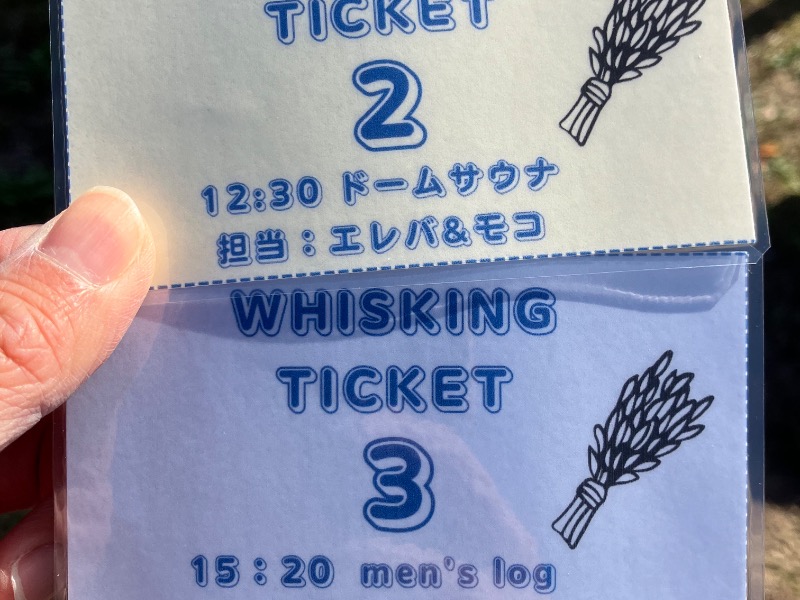 TICKET
2
12:30 ドームサウナ
担当：エレバ&モコ
WHISKING
TICKET
3
15：20 men's log